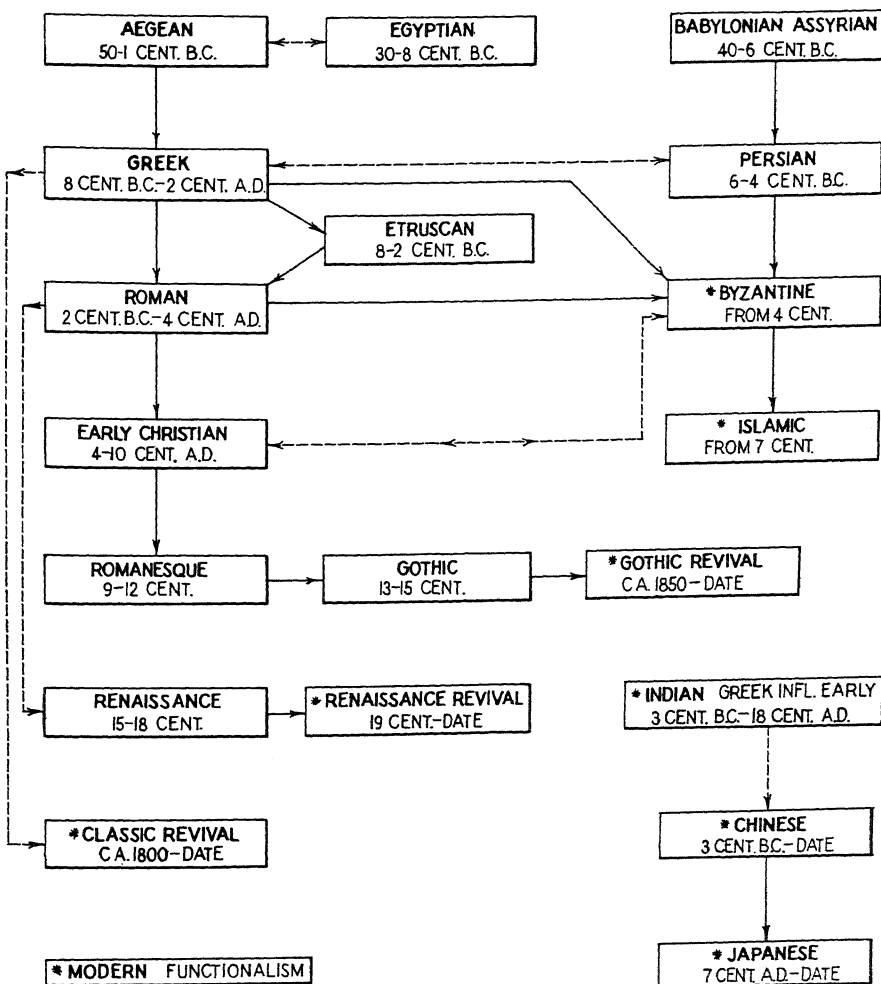 AEGEAN
50-1 CENT. B.C.
EGYPTIAN
30-8 CENT. B.C.
BABYLONIAN ASSYRIAN
40-6 CENT. B.C.
GREEK
8 CENT. B.C.-2 CENT. A.D.
PERSIAN
6-4 CENT. B.C.
ETRUSCAN
8-2 CENT. B.C.
ROMAN
2 CENT. B.C.-4 CENT. A.D.
* BYZANTINE
FROM 4 CENT.
EARLY CHRISTIAN
4-10 CENT. A.D.
* ISLAMIC
FROM 7 CENT.
ROMANESQUE
9-12 CENT.
GOTHIC
13-15 CENT.
* GOTHIC REVIVAL
CA. 1850-DATE
RENAISSANCE
15-18 CENT.
* RENAISSANCE REVIVAL
19 CENT.-DATE
* INDIAN GREEK INFL. EARLY
3 CENT. B.C.-18 CENT. A.D.
* CLASSIC REVIVAL
CA. 1800-DATE
* CHINESE
3 CENT. B.C.-DATE
* MODERN FUNCTIONALISM
* JAPANESE
7 CENT. A.D.-DATE